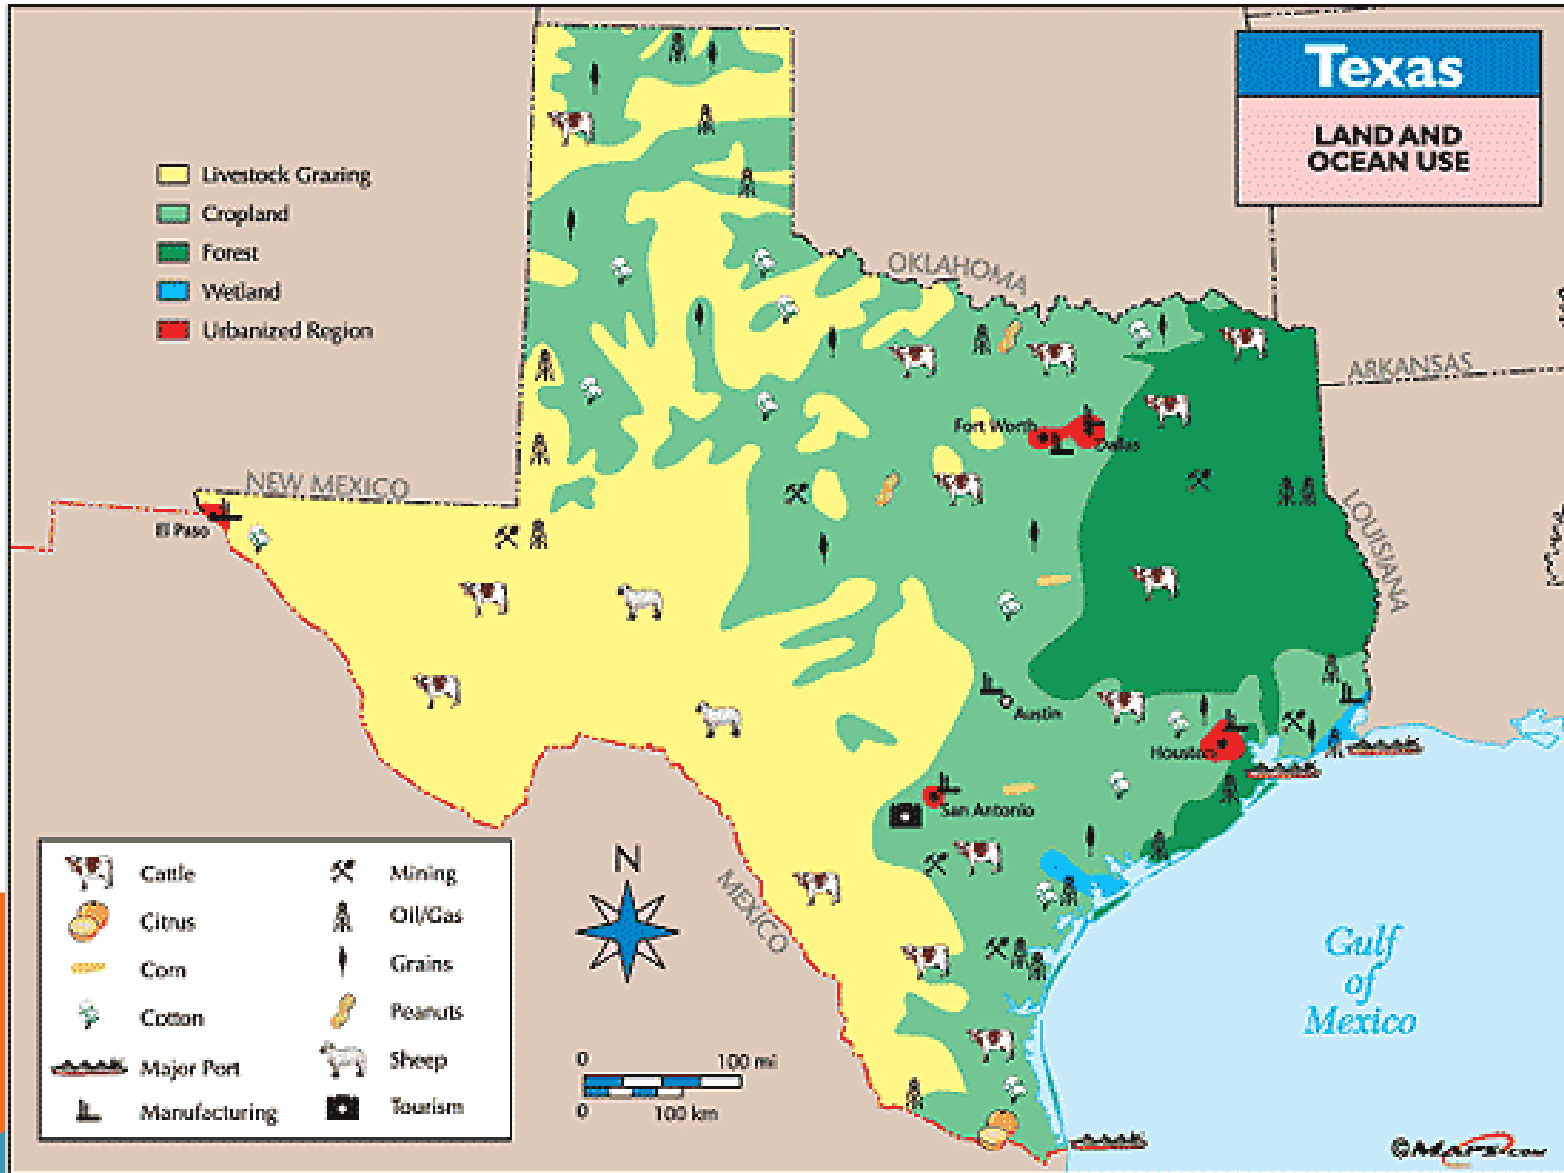 Texas
LAND AND
OCEAN USE
Livestock Grazing
Cropland
Forest
Wetland
Urbanized Region
OKLAHOMA
ARKANSAS
NEW MEXICO
LOUISIANA
El Paso
Fort Worth
Dallas
Austin
Houston
San Antonio
MEXICO
Gulf
of
Mexico
Cattle
Citrus
Corn
Cotton
Major Port
Manufacturing
Mining
Oil/Gas
Grains
Peanuts
Sheep
Tourism
N
0 100 mi
0 100 km
©Maps.com